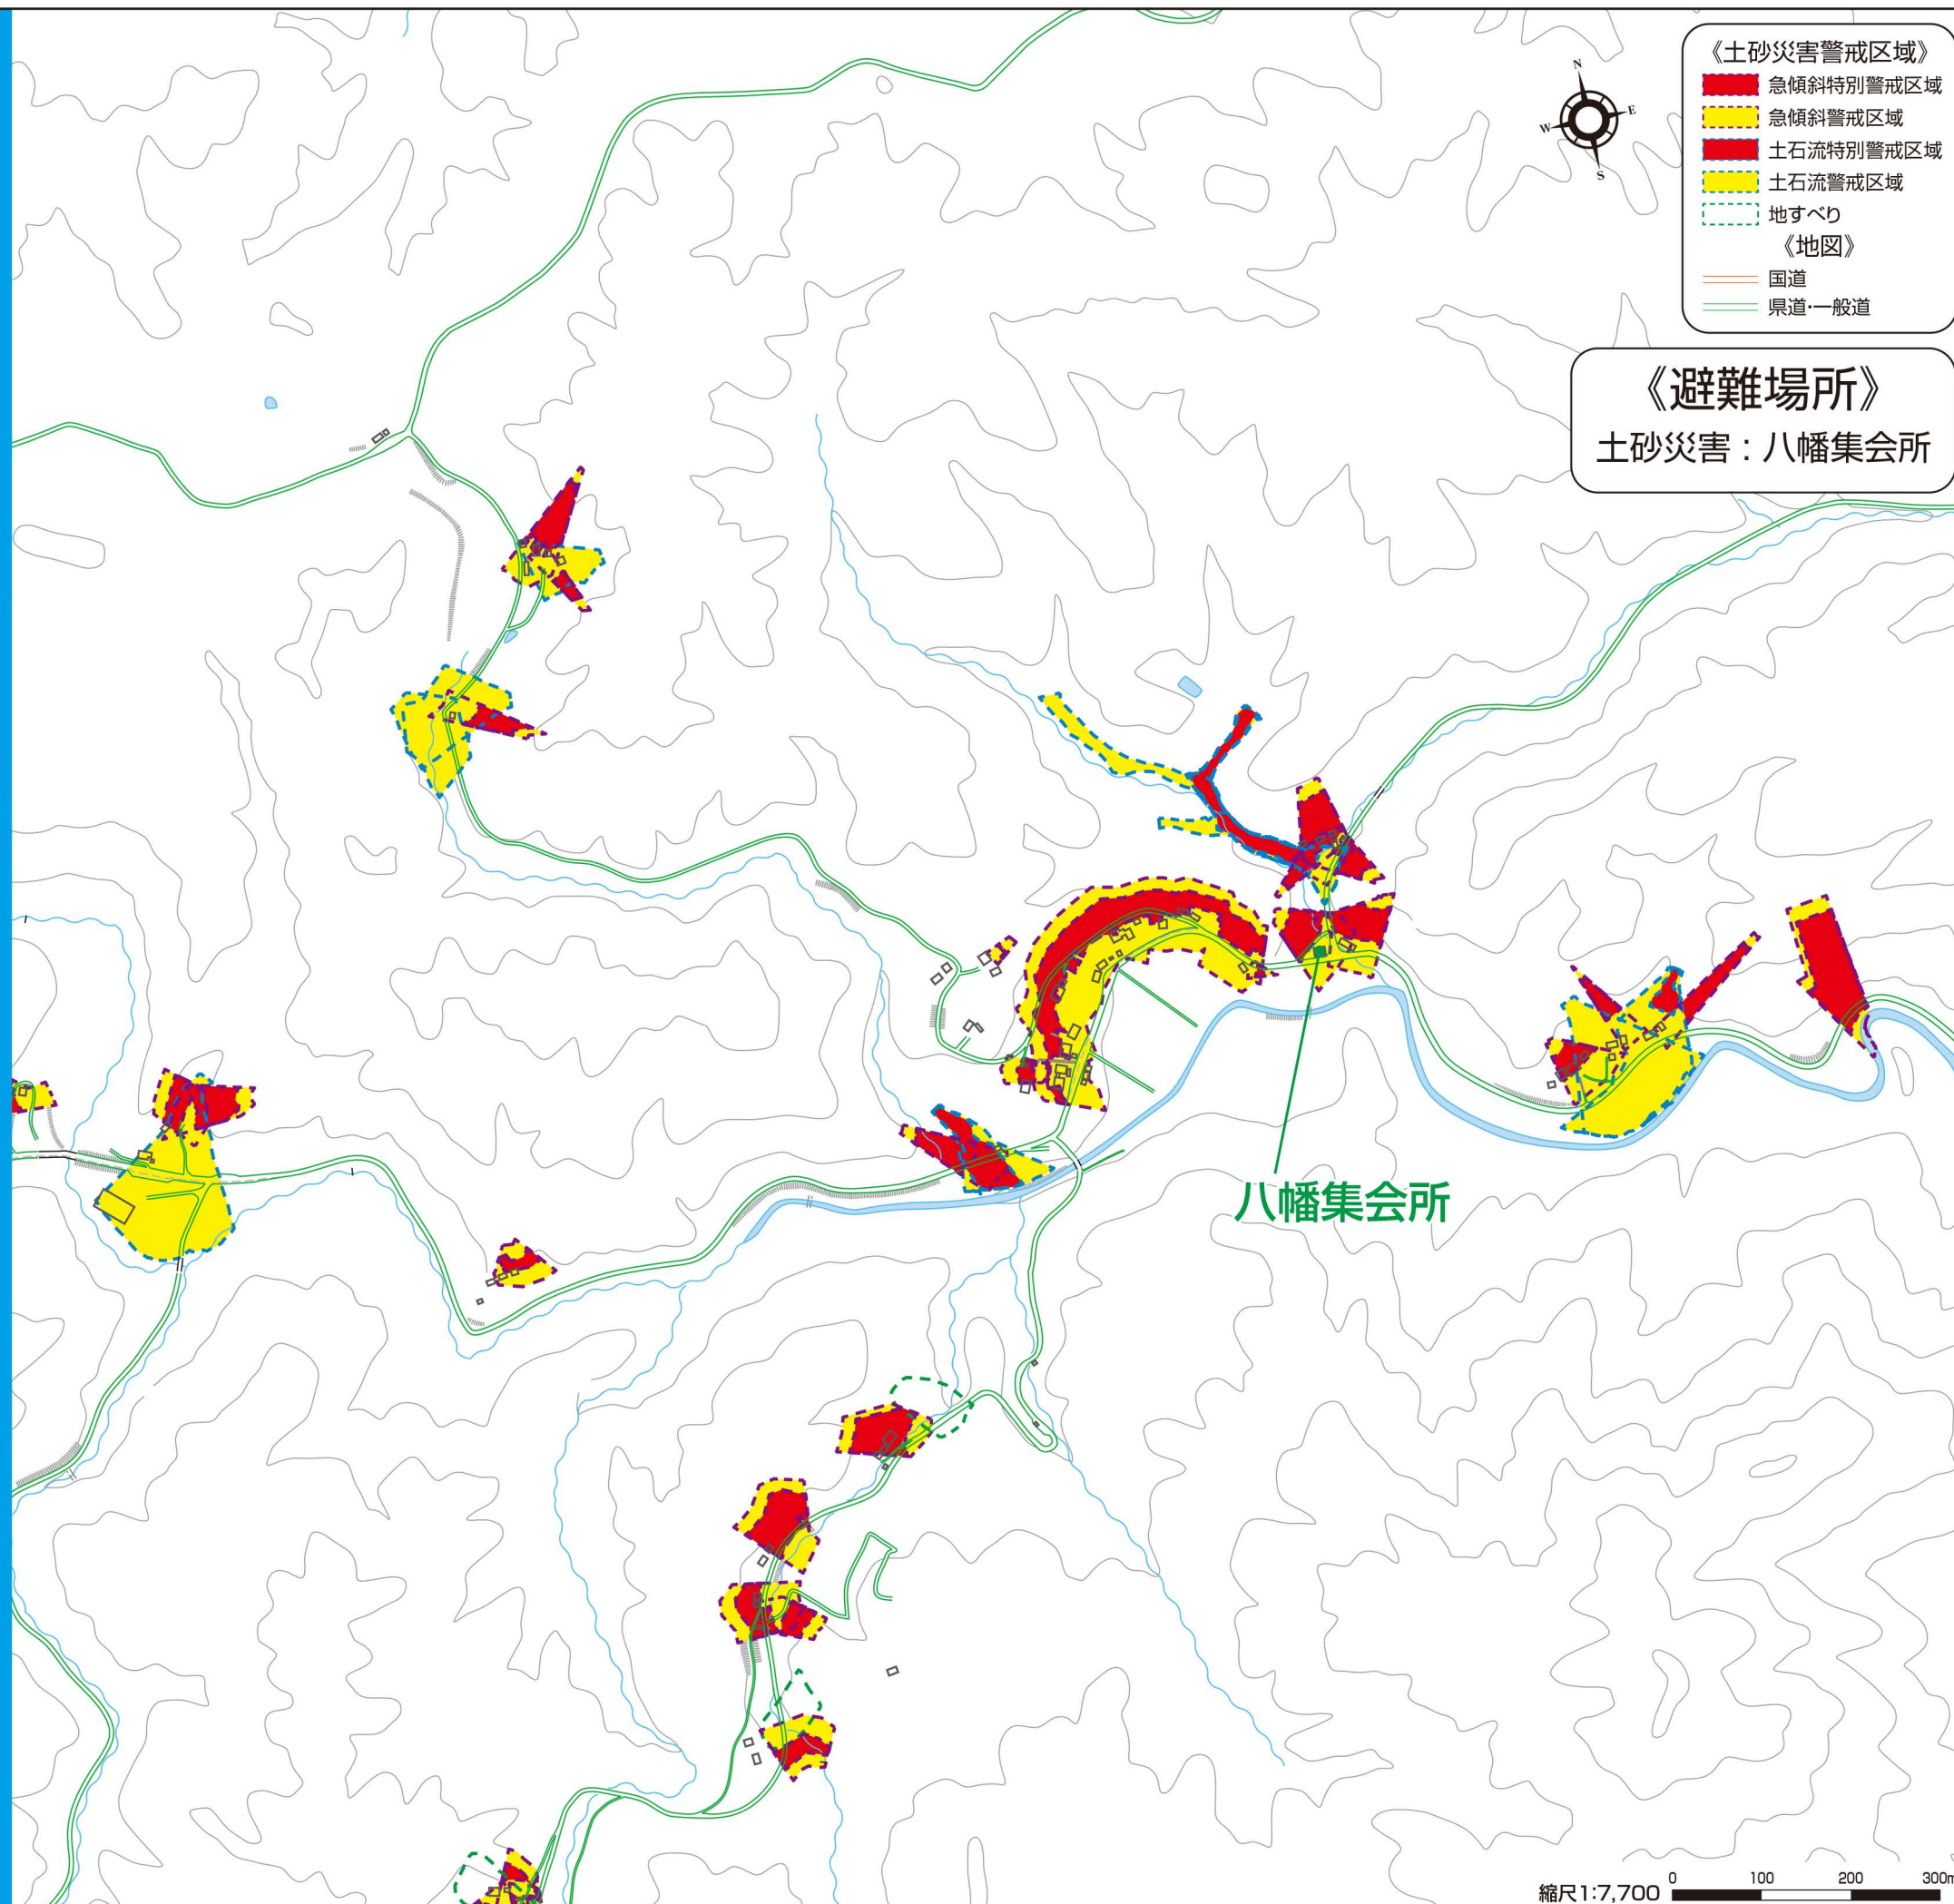 《土砂災害警戒区域》
急傾斜特別警戒区域
急傾斜警戒区域
土石流特別警戒区域
土石流警戒区域
地すべり
《地図》
国道
県道・一般道
N
W
E
S
《避難場所》
土砂災害：八幡集会所
八幡集会所
縮尺1:7,700
0 100 200 300m